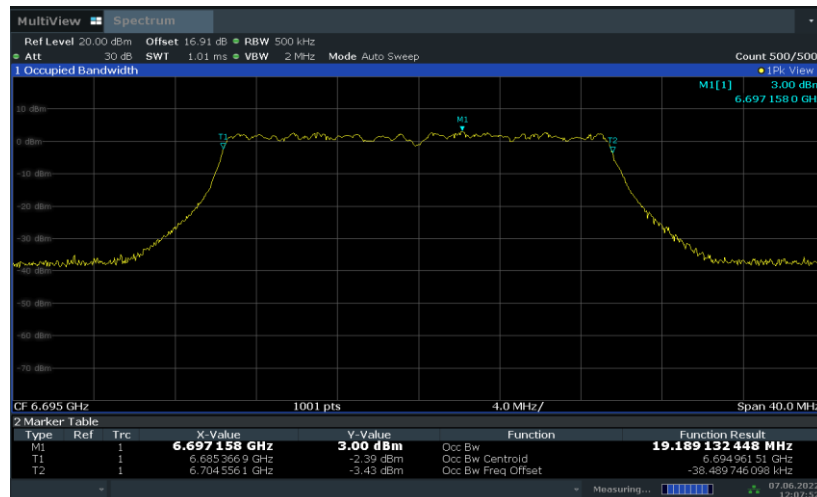 MultiView Spectrum
Ref Level 20.00 dBm Offset 16.91 dB RBW 500 kHz
Att 30 dB SWT 1.01 ms VBW 2 MHz Mode Auto Sweep Count 500/500
1 Occupied Bandwidth 1Pk View
M1[1] 3.00 dBm
6.697 158 0 GH
10 dBm
M1
T1
T2
0 dBm
-10 dBm
-20 dBm
-30 dBm
-40 dBm
-50 dBm
-60 dBm
-70 dBm
CF 6.695 GHz 1001 pts 4.0 MHz/ Span 40.0 MHz
2 Marker Table
Type Ref Trc X-Value Y-Value Function Function Result
M1 1 6.697 158 GHz 3.00 dBm Occ Bw 19.189 132 448 MHz
T1 1 6.685 366 9 GHz -2.39 dBm Occ Bw Centroid 6.694 961 51 GHz
T2 1 6.704 556 1 GHz -3.43 dBm Occ Bw Freq Offset -38.489 746 098 kHz
Measuring... 07.06.2022